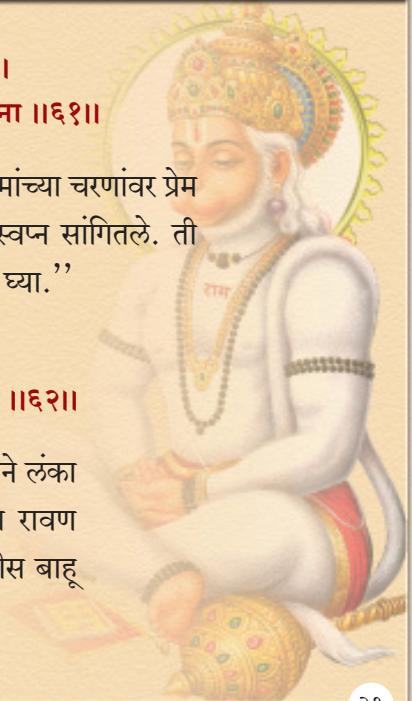 ।
ना ॥६१॥
मांच्या चरणांवर प्रेम
स्वप्न सांगितले. ती
घ्या.’’
॥६२॥
ने लंका
रावण
ीस बाहू
राम